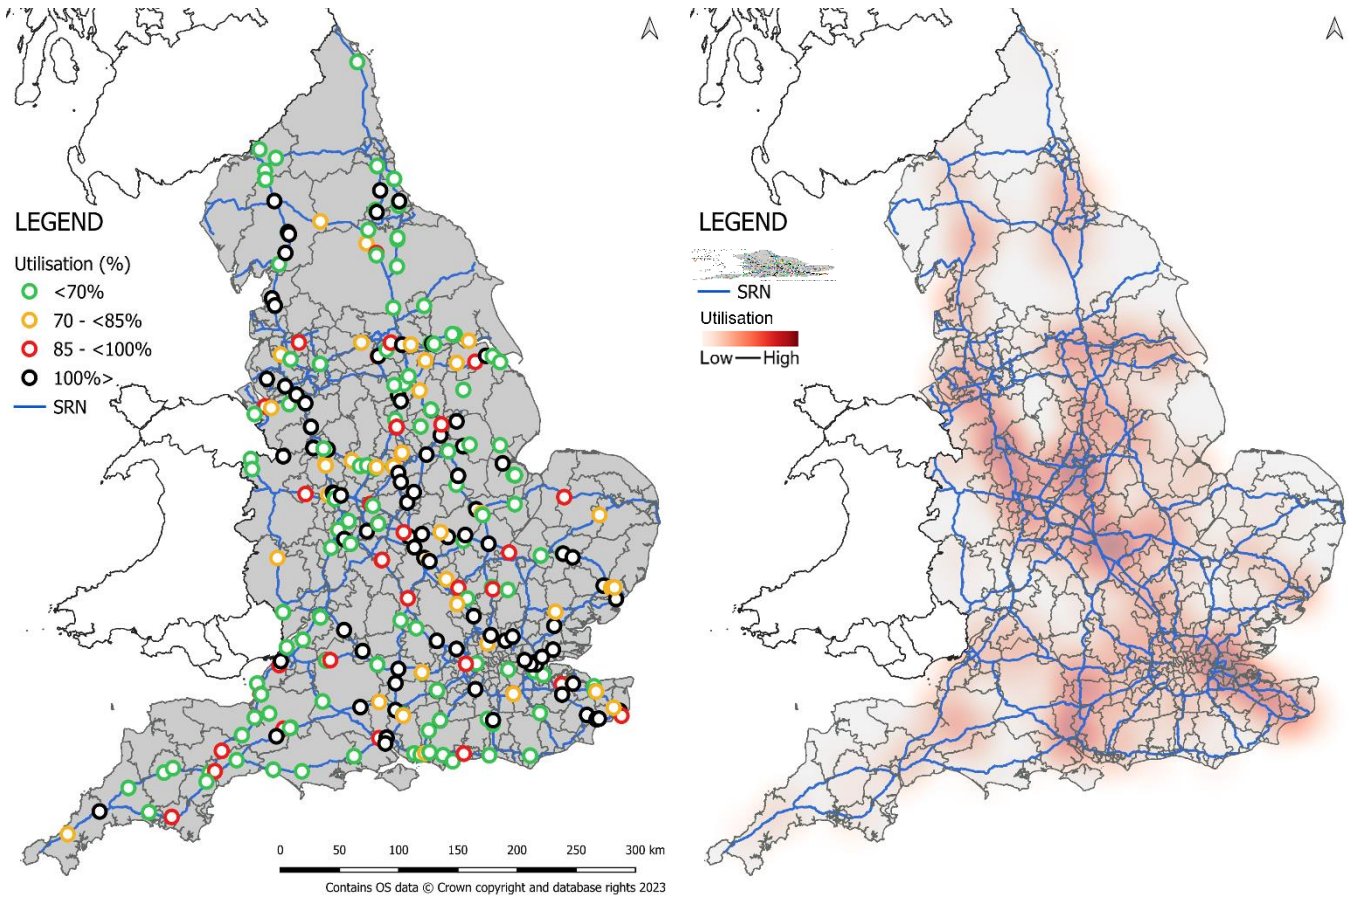 LEGEND
Utilisation (%)
<70%
70 - <85%
85 - <100%
100%>
SRN
0 50 100 150 200 250 300 km
Contains OS data © Crown copyright and database rights 2023
LEGEND
SRN
Utilisation
Low High